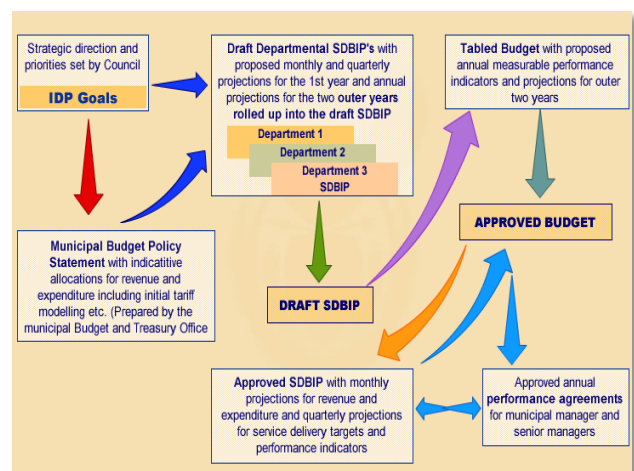 Strategic direction and
priorities set by Council
IDP Goals
Draft Departmental SDBIP's with
proposed monthly and quarterly
projections for the 1st year and annual
projections for the two outer years
rolled up into the draft SDBIP
Department 1
Department 2
Department 3
SDBIP
Tabled Budget with proposed
annual measurable performance
indicators and projections for outer
two years
Municipal Budget Policy
Statement with indicatitive
allocations for revenue and
expenditure including initial tariff
modelling etc. (Prepared by the
municipal Budget and Treasury Office
DRAFT SDBIP
APPROVED BUDGET
Approved SDBIP with monthly
projections for revenue and
expenditure and quarterly projections
for service delivery targets and
performance indicators
Approved annual
performance agreements
for municipal manager and
senior managers